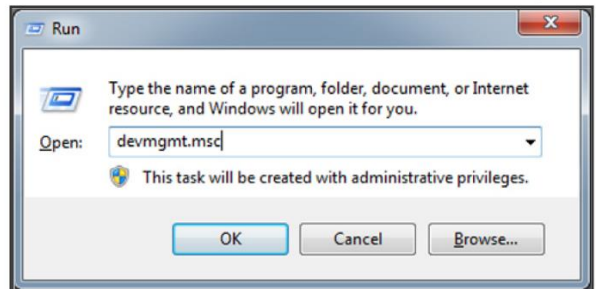 Run
Type the name of a program, folder, document, or Internet
resource, and Windows will open it for you.
Open: devmgmt.msc
This task will be created with administrative privileges.
OK Cancel Browse...